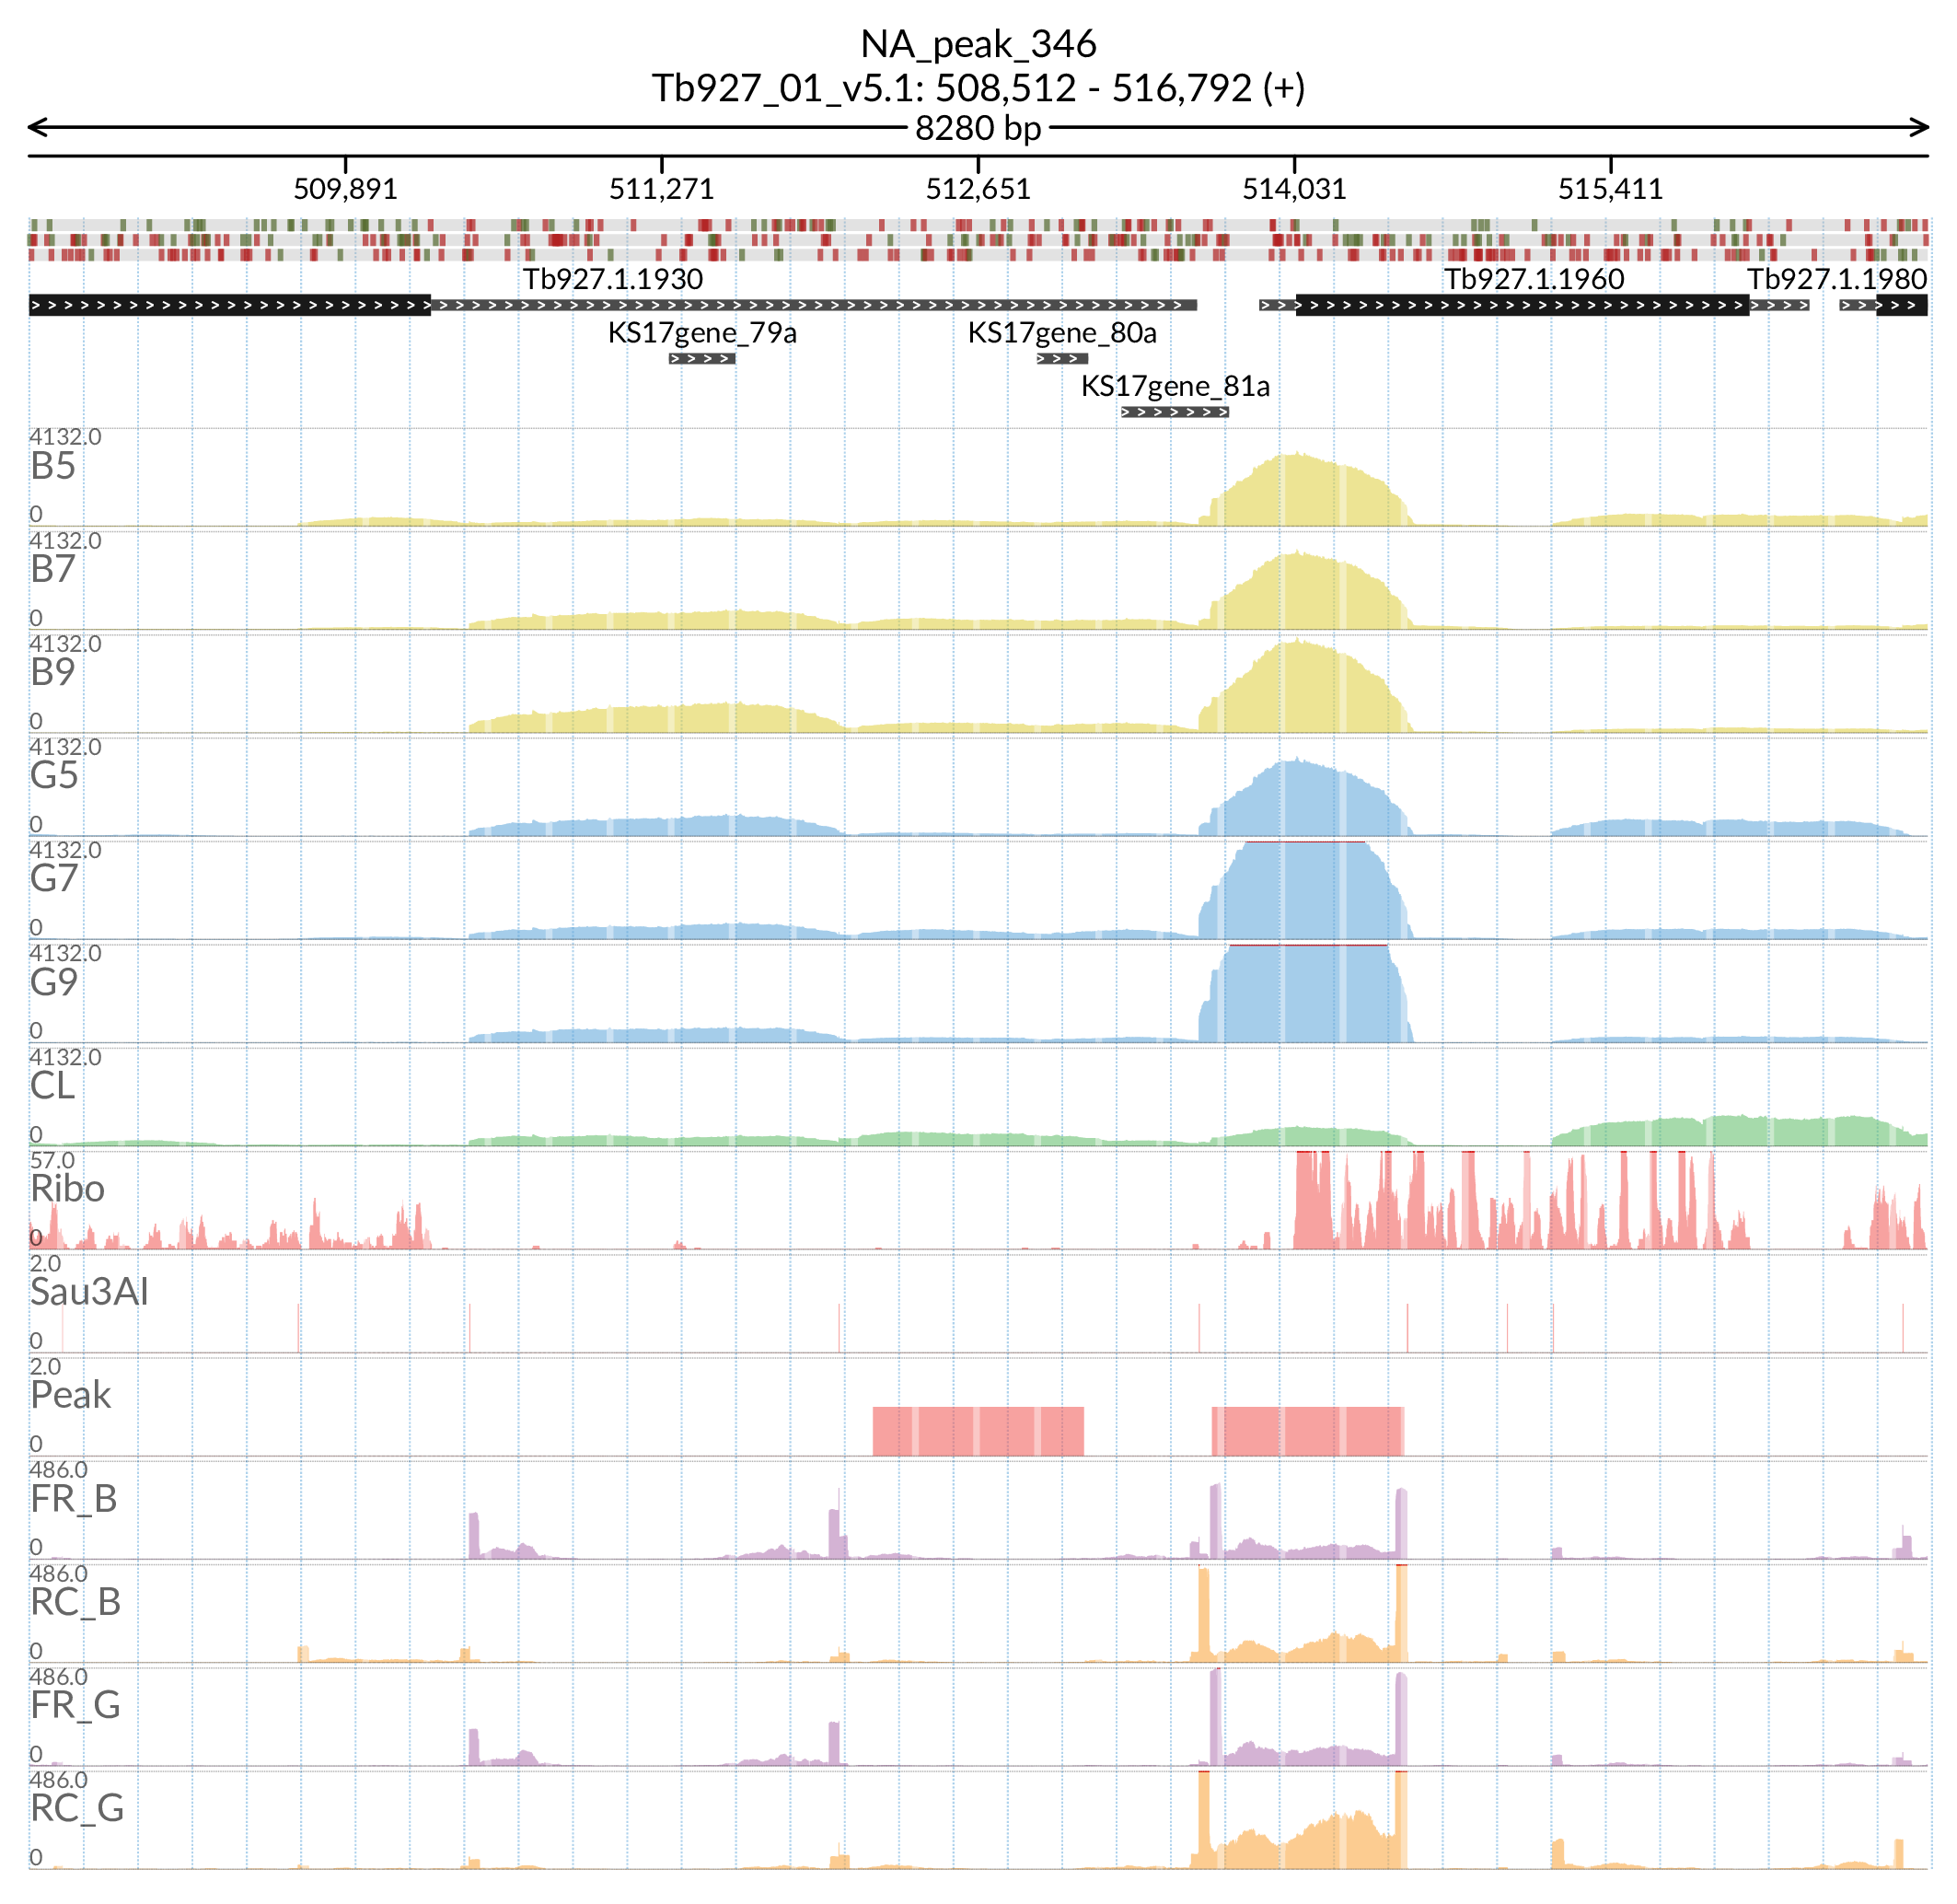 NA_peak_346
Tb927_01_v5.1: 508,512 - 516,792 (+)
8280 bp
509,891 511,271 512,651 514,031 515,411
Tb927.1.1930 Tb927.1.1960 Tb927.1.1980
KS17gene_79a KS17gene_80a
KS17gene_81a
4132.0
B5
0
4132.0
B7
0
4132.0
B9
0
4132.0
G5
0
4132.0
G7
0
4132.0
G9
0
4132.0
CL
0
57.0
Ribo
0
2.0
Sau3AI
0
2.0
Peak
0
486.0
FR_B
0
486.0
RC_B
0
486.0
FR_G
0
486.0
RC_G
0